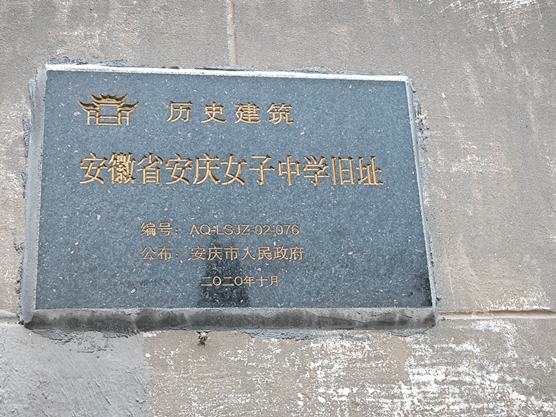 历史建筑
安徽省安庆女子中学旧址
编号：AQ-LSJZ-02-076
公布：安庆市人民政府
二〇二〇年十月